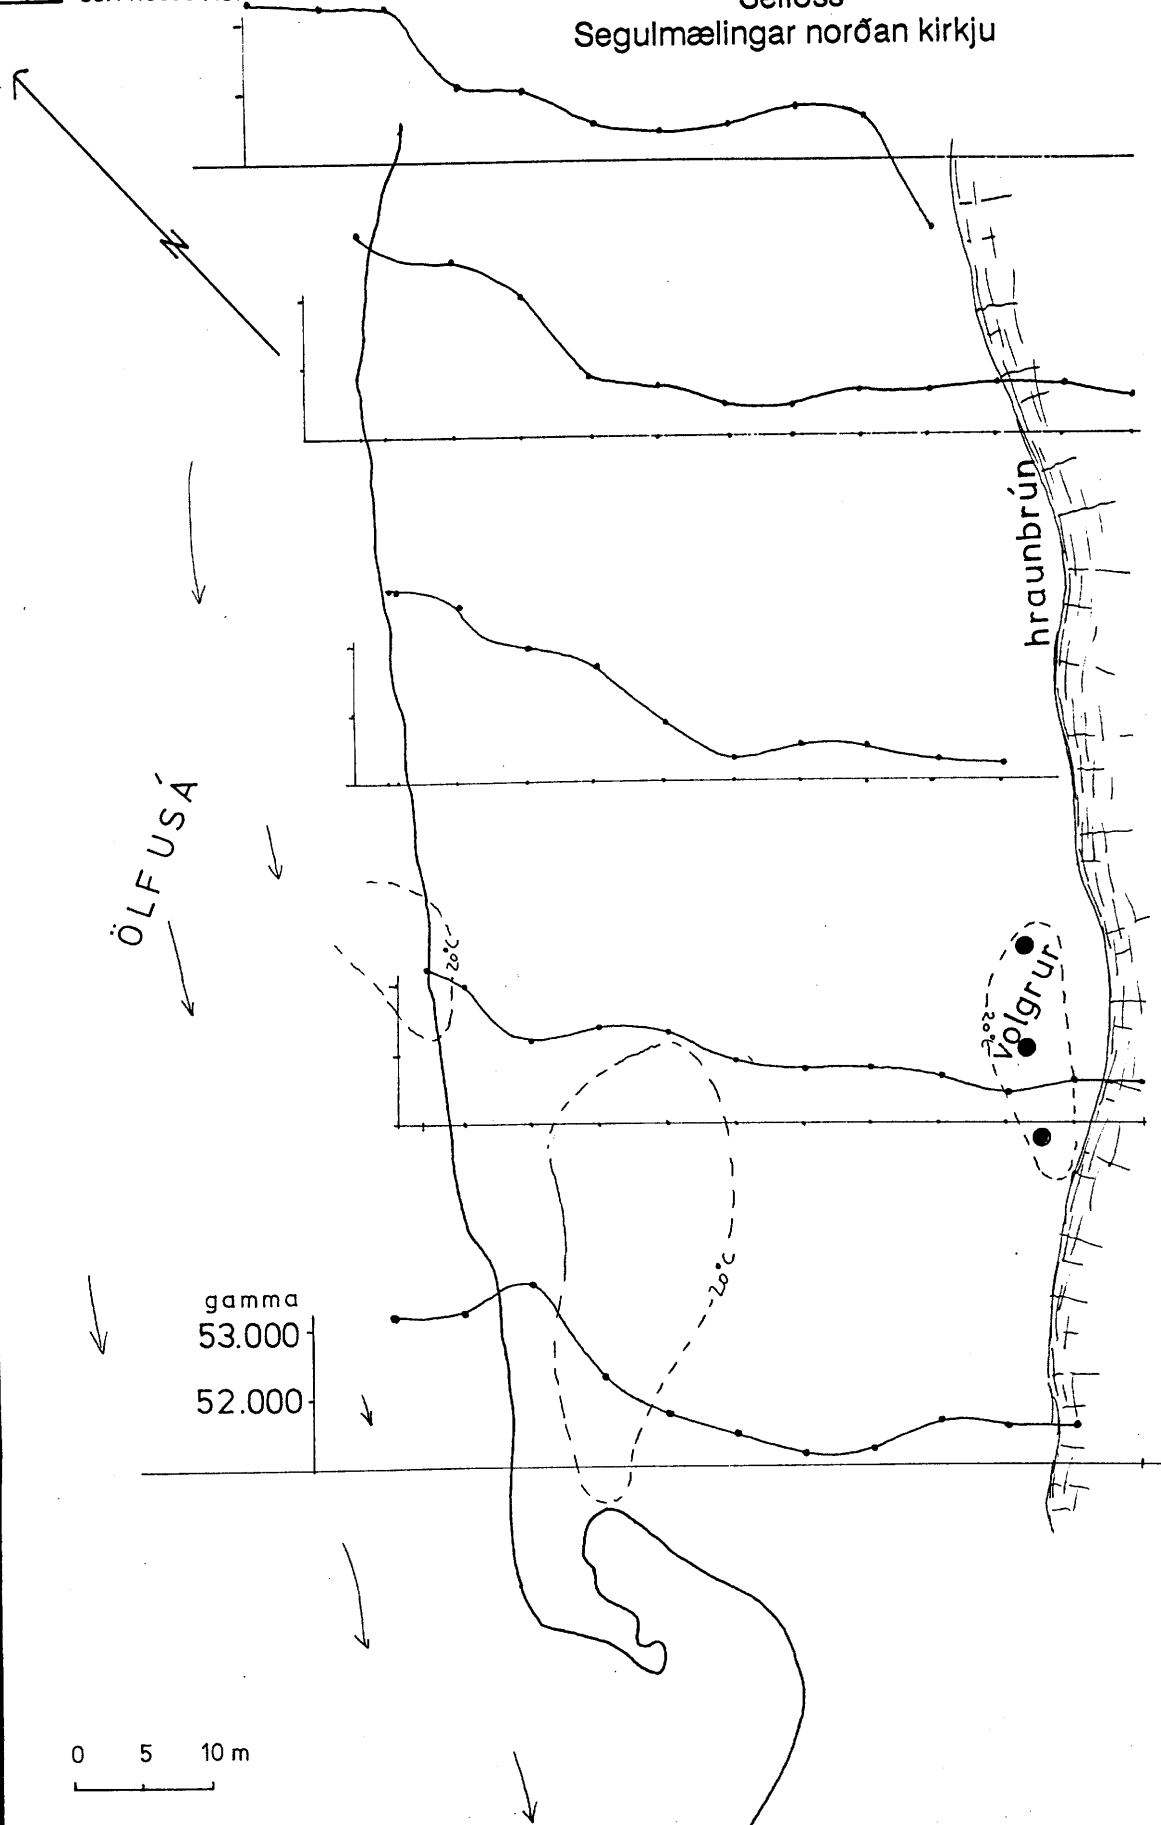 Selfoss
Segulmælingar norðan kirkju
N
hraunbrún
ÖLFUSÁ
20°C
20°C
volgrur
20°C
gamma
53.000
52.000
0 5 10 m